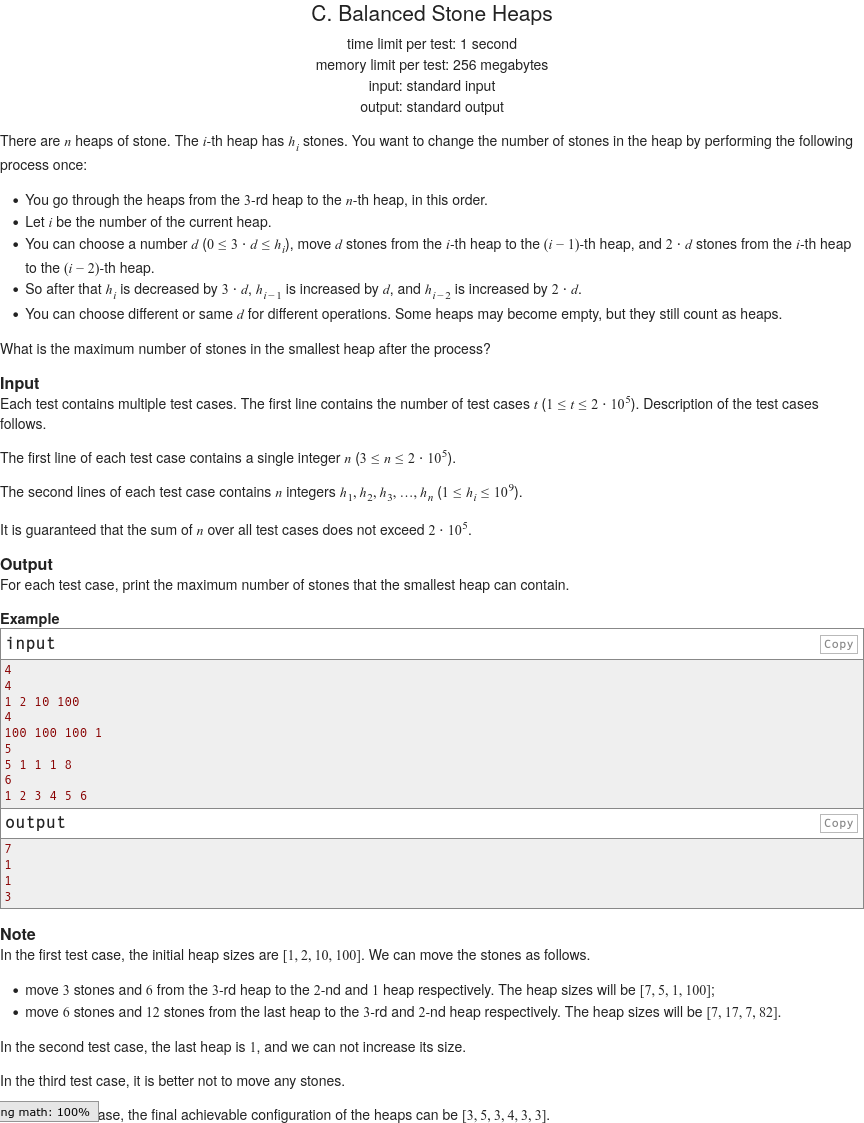 C. Balanced Stone Heaps
time limit per test: 1 second
memory limit per test: 256 megabytes
input: standard input
output: standard output
There are n heaps of stone. The i-th heap has h_i stones. You want to change the number of stones in the heap by performing the following
process once:
• You go through the heaps from the 3-rd heap to the n-th heap, in this order.
• Let i be the number of the current heap.
• You can choose a number d (0 ≤ 3 · d ≤ h_i), move d stones from the i-th heap to the (i − 1)-th heap, and 2 · d stones from the i-th heap
to the (i − 2)-th heap.
• So after that h_i is decreased by 3 · d, h_{i−1} is increased by d, and h_{i−2} is increased by 2 · d.
• You can choose different or same d for different operations. Some heaps may become empty, but they still count as heaps.
What is the maximum number of stones in the smallest heap after the process?
Input
Each test contains multiple test cases. The first line contains the number of test cases t (1 ≤ t ≤ 2 · 10^5). Description of the test cases
follows.
The first line of each test case contains a single integer n (3 ≤ n ≤ 2 · 10^5).
The second lines of each test case contains n integers h_1, h_2, h_3, …, h_n (1 ≤ h_i ≤ 10^9).
It is guaranteed that the sum of n over all test cases does not exceed 2 · 10^5.
Output
For each test case, print the maximum number of stones that the smallest heap can contain.
Example
input Copy
4
4
1 2 10 100
4
100 100 100 1
5
5 1 1 1 8
6
1 2 3 4 5 6
output Copy
7
1
1
3
Note
In the first test case, the initial heap sizes are [1, 2, 10, 100]. We can move the stones as follows.
• move 3 stones and 6 from the 3-rd heap to the 2-nd and 1 heap respectively. The heap sizes will be [7, 5, 1, 100];
• move 6 stones and 12 stones from the last heap to the 3-rd and 2-nd heap respectively. The heap sizes will be [7, 17, 7, 82].
In the second test case, the last heap is 1, and we can not increase its size.
In the third test case, it is better not to move any stones.
ng math: 100% ase, the final achievable configuration of the heaps can be [3, 5, 3, 4, 3, 3].